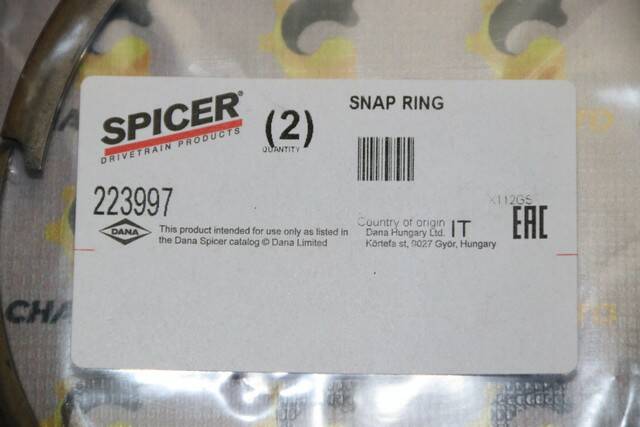 SPICER®
DRIVETRAIN PRODUCTS
(2)
QUANTITY
SNAP RING
223997
DANA
This product intended for use only as listed in
the Dana Spicer catalog © Dana Limited
X112GS
Country of origin IT
Dana Hungary Ltd.
Körtefa st, 9027 Győr, Hungary
EAC
CHA